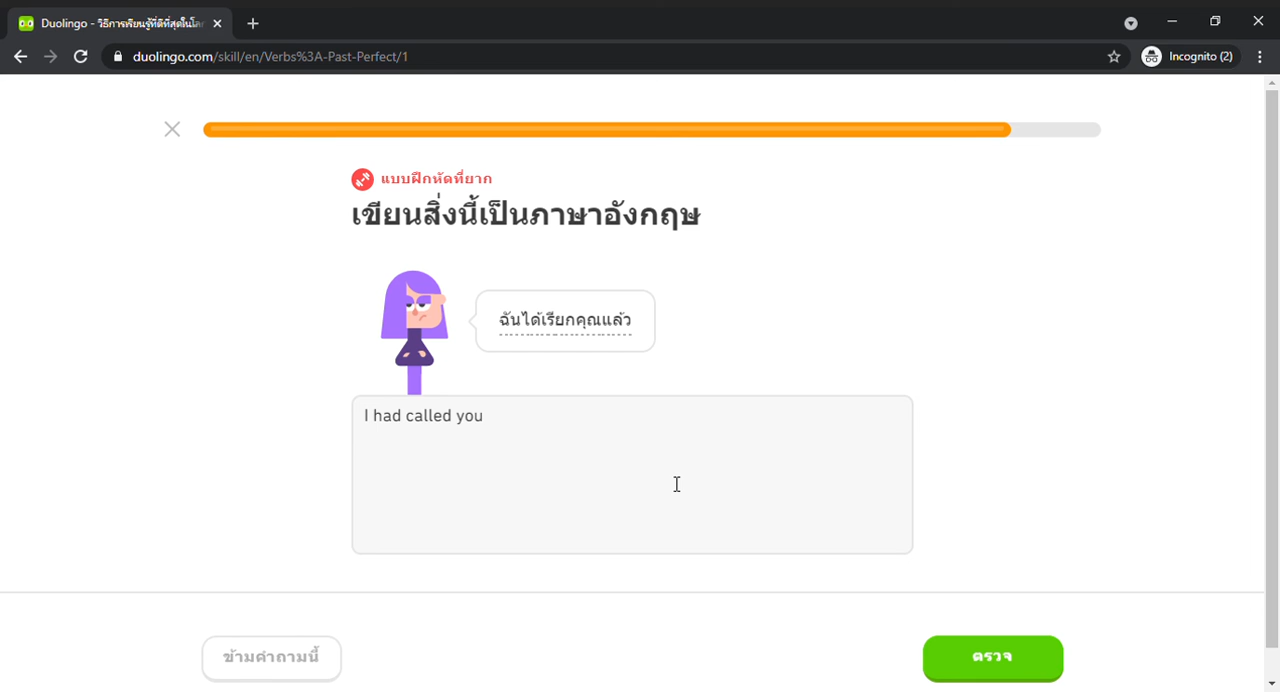 Duolingo - วิธีการเรียนรู้ที่ดีที่สุดในโล
duolingo.com/skill/en/Verbs%3A-Past-Perfect/1
Incognito (2)
แบบฝึกหัดที่ยาก
เขียนสิ่งนี้เป็นภาษาอังกฤษ
ฉันได้เรียกคุณแล้ว
I had called you
ข้ามคำถามนี้
ตรวจ